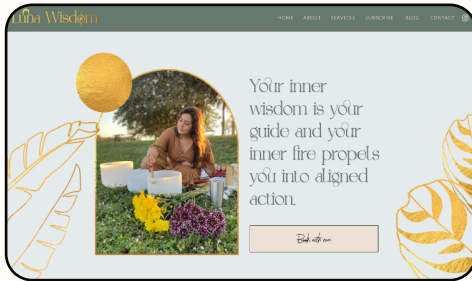 Luna Wisdom
HOME ABOUT SERVICES SUBSCRIBE BLOG CONTACT
Your inner
wisdom is your
guide and your
inner fire propels
you into aligned
action.
Book with me